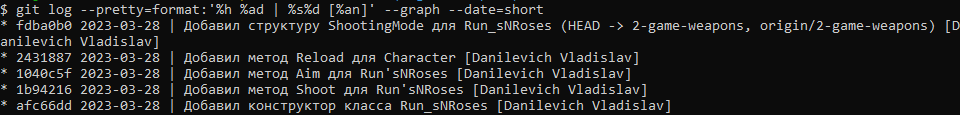 $ git log --pretty=format:'%h %ad | %s%d [%an]' --graph --date=short
* fdba0b0 2023-03-28 | Добавил структуру ShootingMode для Run_sNRoses (HEAD -> 2-game-weapons, origin/2-game-weapons) [D
anilevich Vladislav]
* 2431887 2023-03-28 | Добавил метод Reload для Character [Danilevich Vladislav]
* 1040c5f 2023-03-28 | Добавил метод Aim для Run'sNRoses [Danilevich Vladislav]
* 1b94216 2023-03-28 | Добавил метод Shoot для Run'sNRoses [Danilevich Vladislav]
* afc66dd 2023-03-28 | Добавил конструктор класса Run_sNRoses [Danilevich Vladislav]